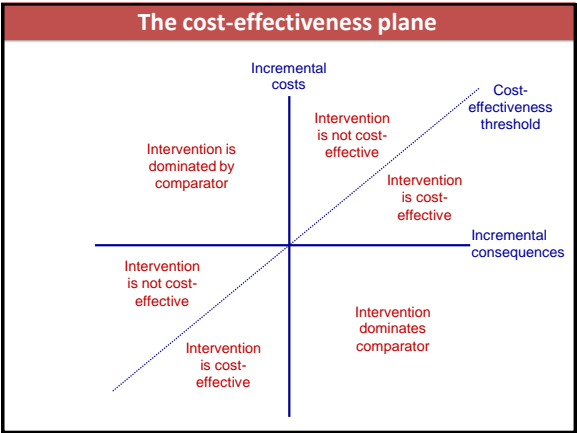 The cost-effectiveness plane
Incremental
costs
Cost-
effectiveness
threshold
Intervention
is not cost-
effective
Intervention is
dominated by
comparator
Intervention
is cost-
effective
Incremental
consequences
Intervention
is not cost-
effective
Intervention
dominates
comparator
Intervention
is cost-
effective